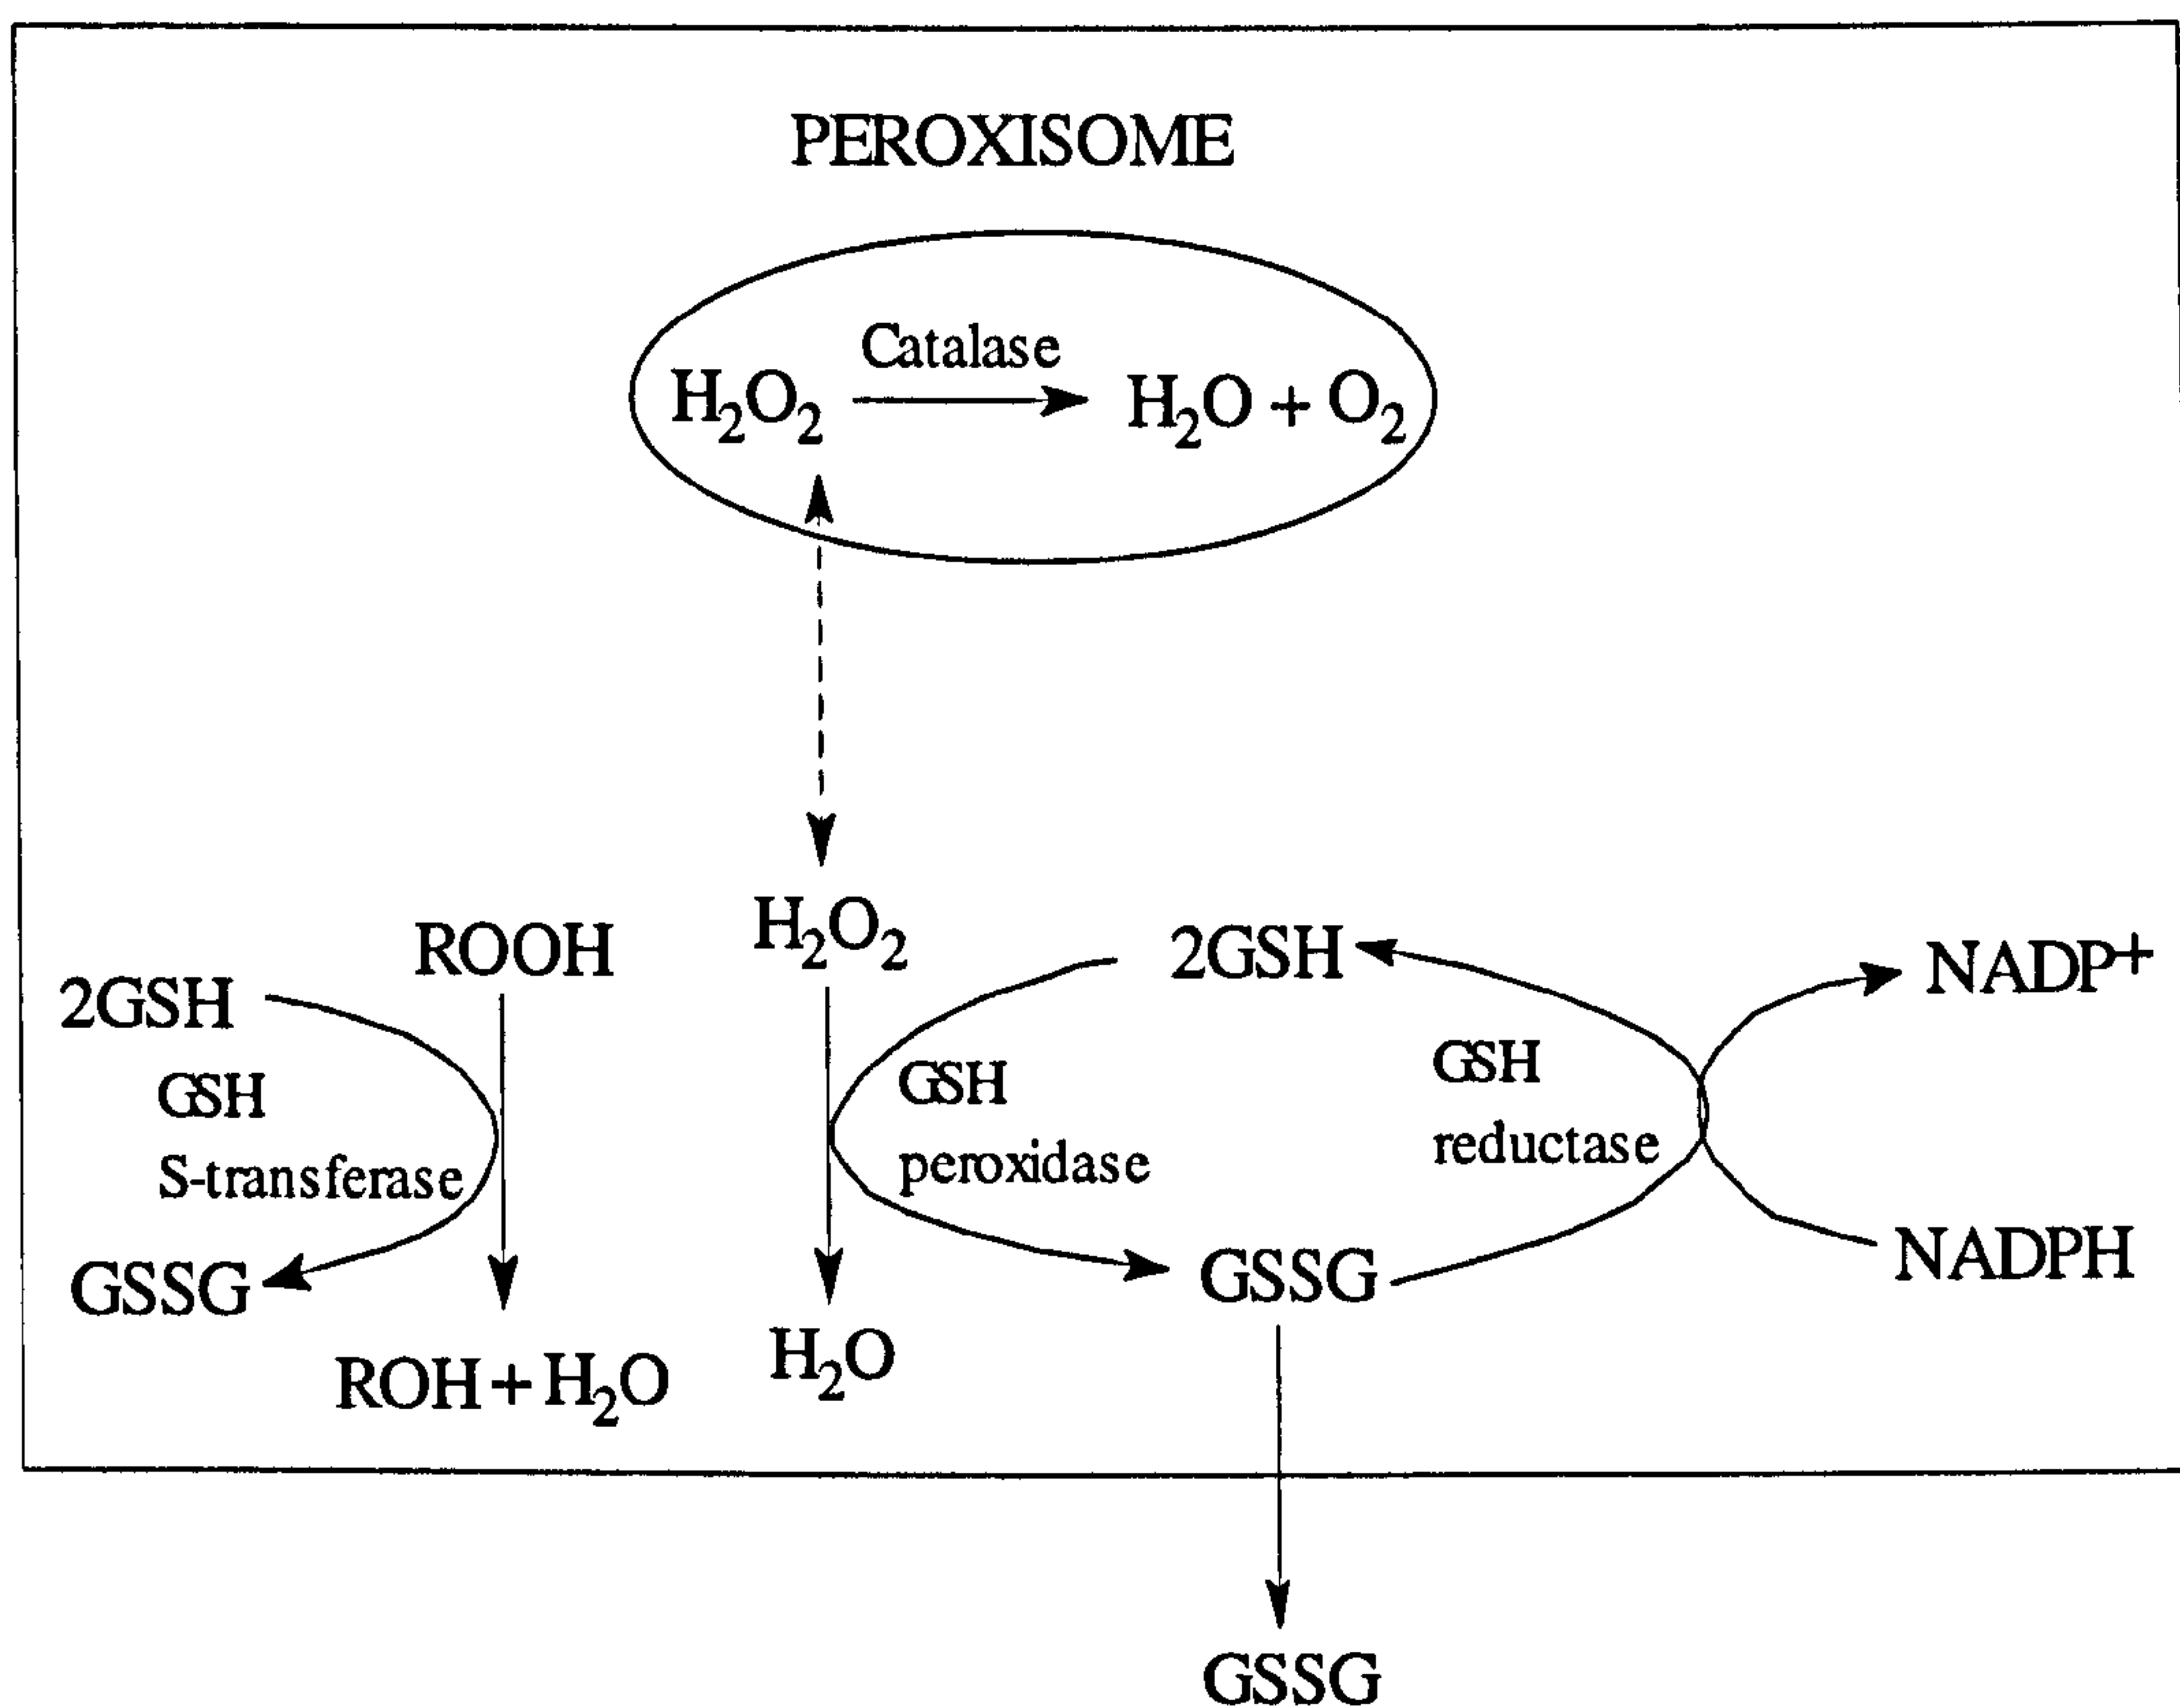 PEROXISOME
Catalase
H₂O₂ H₂O + O₂
H₂O₂
ROOH
2GSH
NADP⁺
2GSH
GSH
GSH
GSH
peroxidase
reductase
S-transferase
GSSG
NADPH
GSSG
H₂O
ROH + H₂O
GSSG